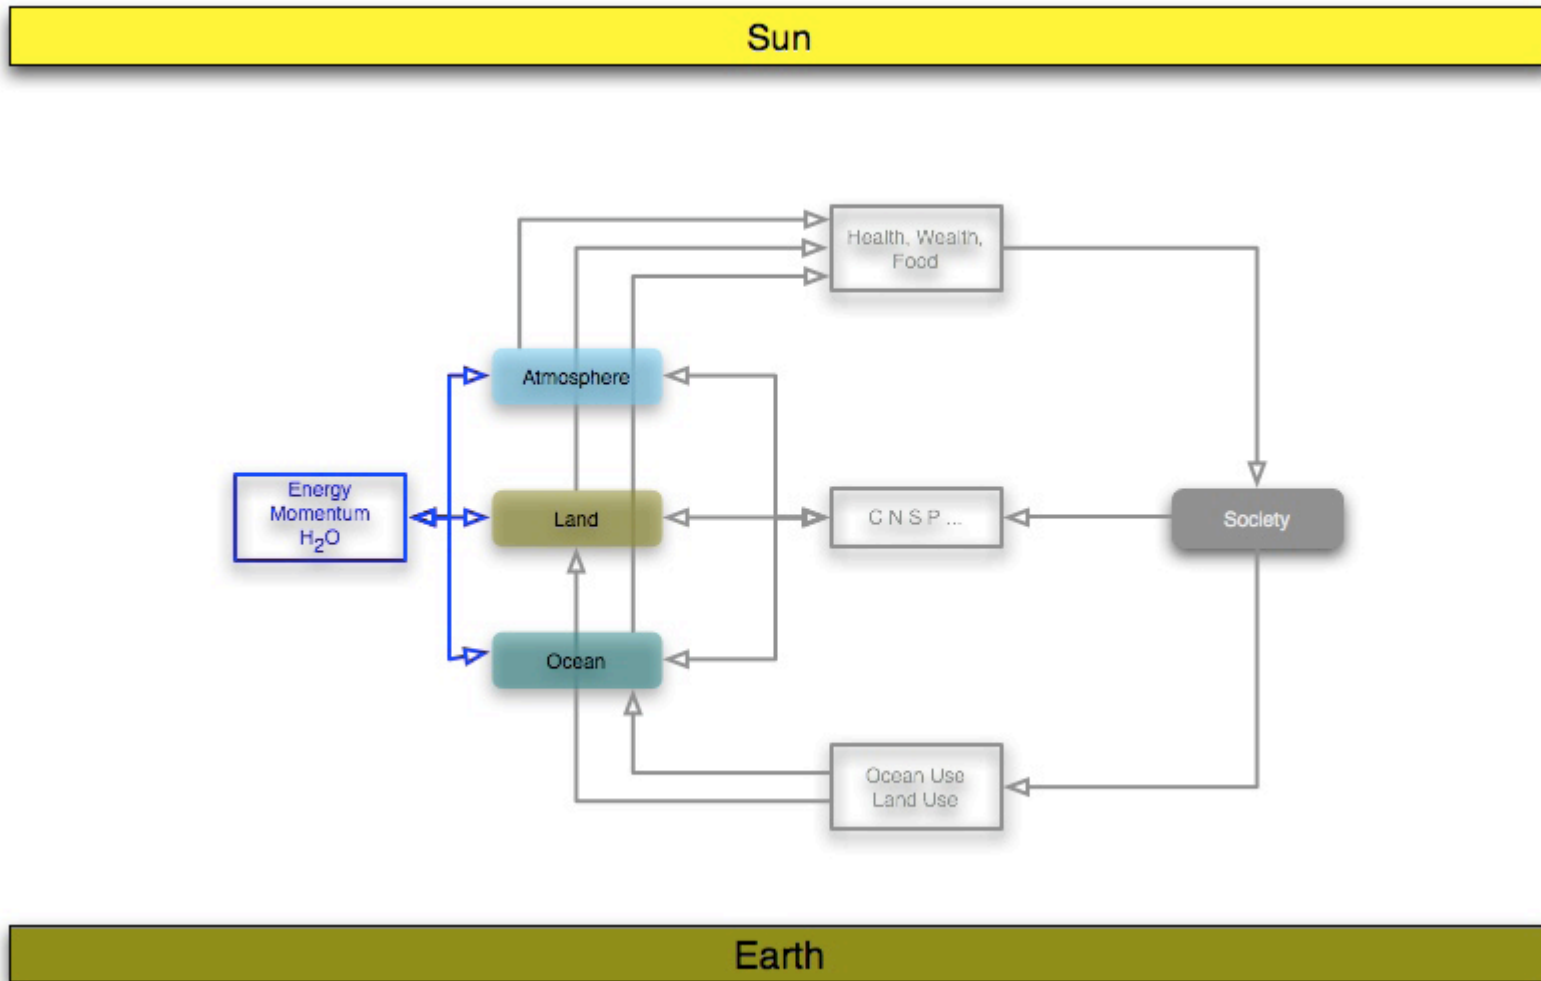 Sun
Health, Wealth,
Food
Atmosphere
Energy
Momentum
H₂O
Land
C N S P ...
Society
Ocean
Ocean Use
Land Use
Earth